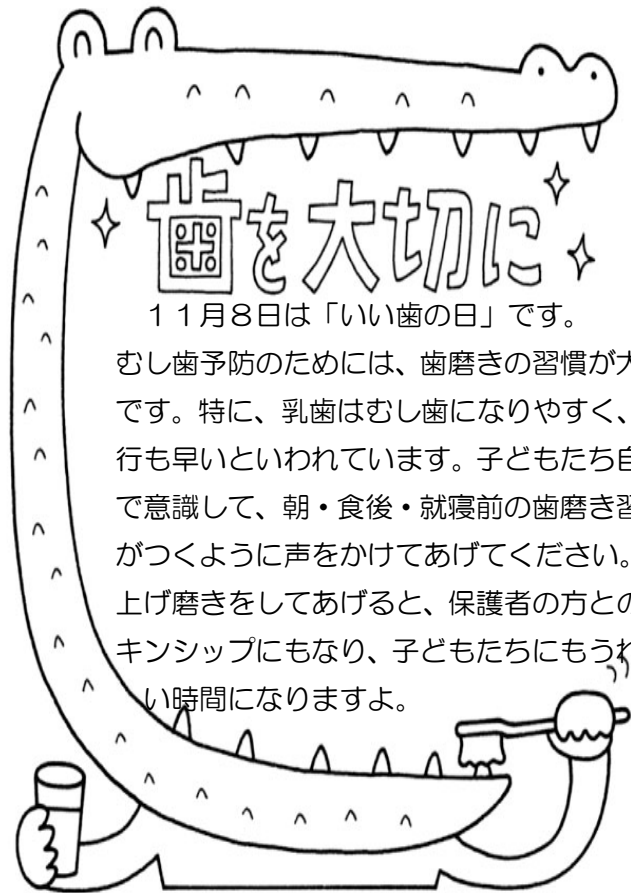 歯を大切に
１１月８日は「いい歯の日」です。
むし歯予防のためには、歯磨きの習慣が大
です。特に、乳歯はむし歯になりやすく、
行も早いといわれています。子どもたち自
で意識して、朝・食後・就寝前の歯磨き習
がつくように声をかけてあげてください。
上げ磨きをしてあげると、保護者の方との
キンシップにもなり、子どもたちにもうれ
い時間になりますよ。